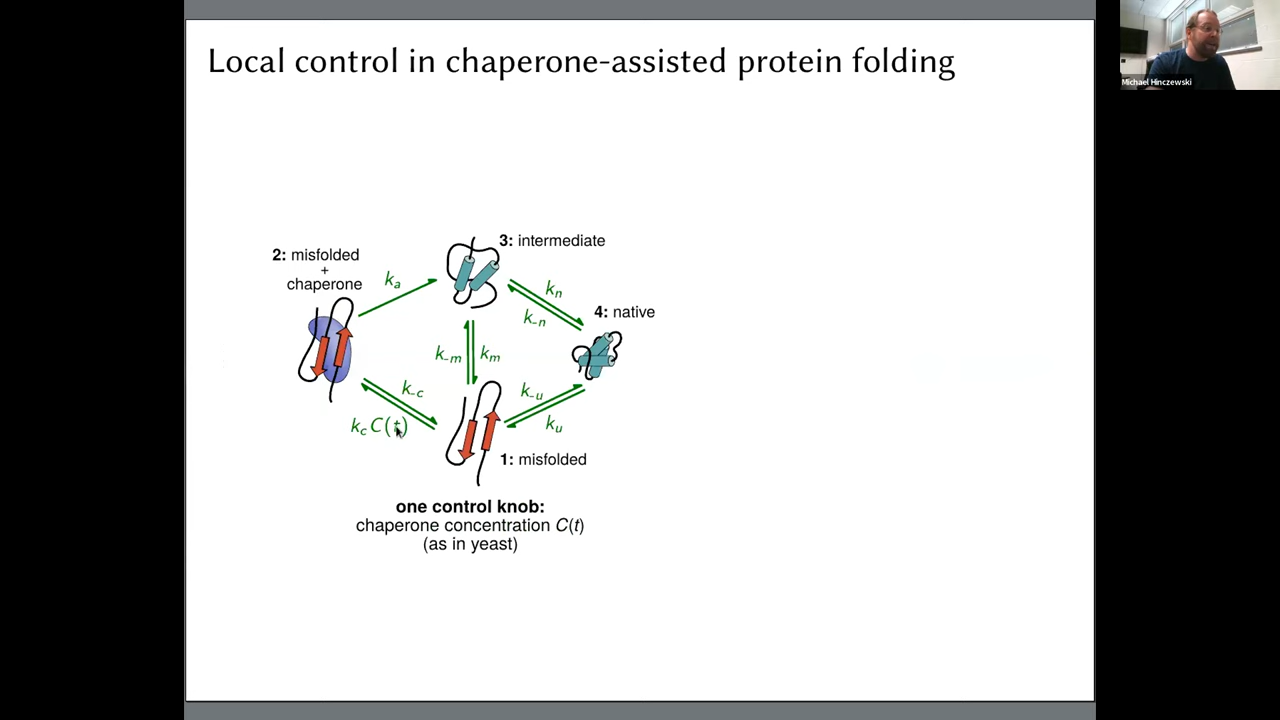 Local control in chaperone-assisted protein folding
Michael Hinczewski
2: misfolded
+
chaperone
3: intermediate
4: native
1: misfolded
k_a
k_n
k_-n
k_-m
k_m
k_-c
k_c C(t)
k_-u
k_u
one control knob:
chaperone concentration C(t)
(as in yeast)